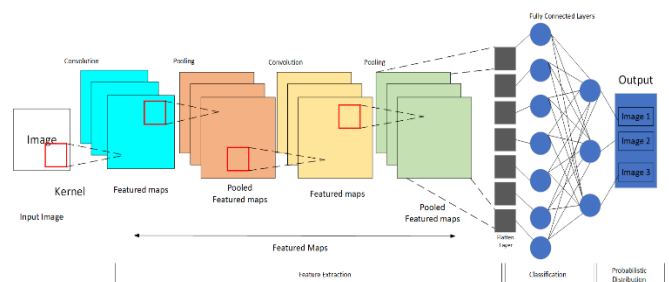 Fully Connected Layers
Convolution
Pooling
Convolution
Pooling
Output
Image
Image 1
Image 2
Image 3
Kernel
Featured maps
Pooled
Featured maps
Featured maps
Pooled
Featured maps
Input Image
Flatten
Layer
Featured Maps
Feature Extraction
Classification
Probabilistic
Distribution